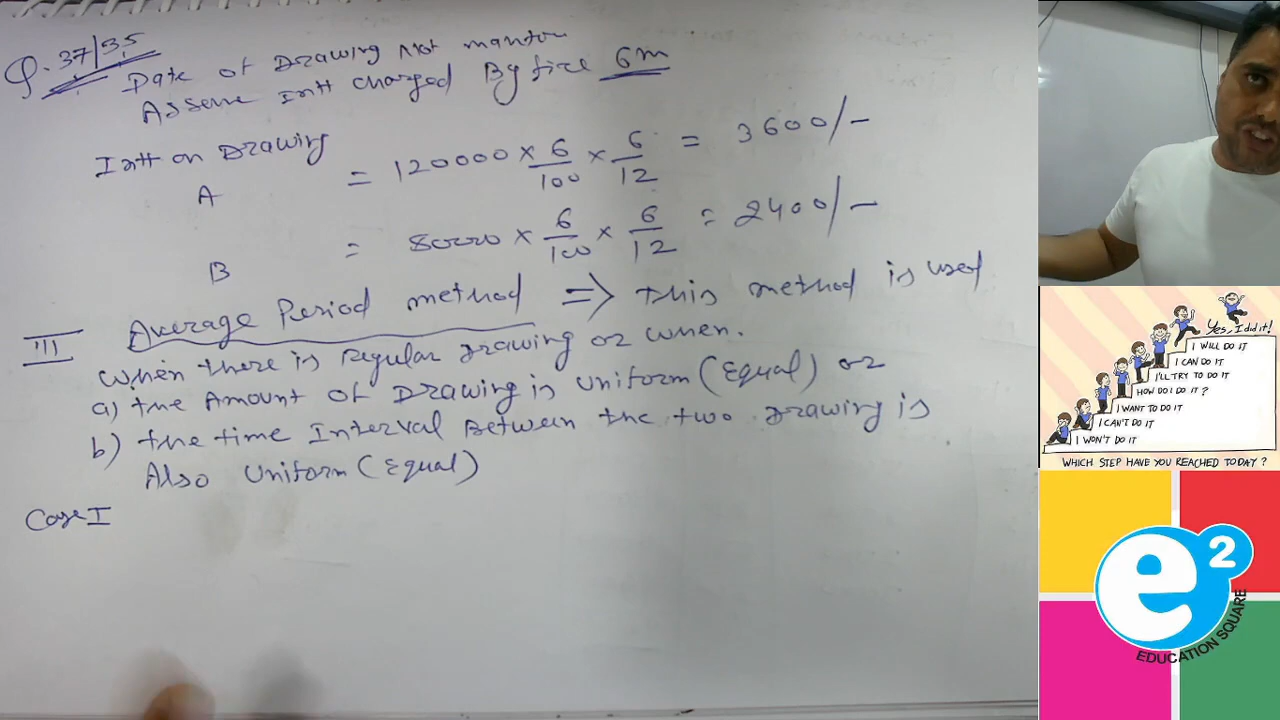 Q. 37/35
Date of Drawing Not mantion
Assume Intt charged By fire 6m
Intt on Drawing
A = 120000 × 6/100 × 6/12 = 3600/-
B = 80000 × 6/100 × 6/12 = 2400/-
III Average Period method ⇒ This method is used
when there is regular drawing or when.
a) the Amount of Drawing is uniform (Equal) or
b) the time Interval Between the two drawing is
Also uniform (Equal)
Case I
Yes, I did it!
I WILL DO IT
I CAN DO IT
I'LL TRY TO DO IT
HOW DO I DO IT?
I WANT TO DO IT
I CAN'T DO IT
I WON'T DO IT
WHICH STEP HAVE YOU REACHED TODAY?
e2
EDUCATION SQUARE